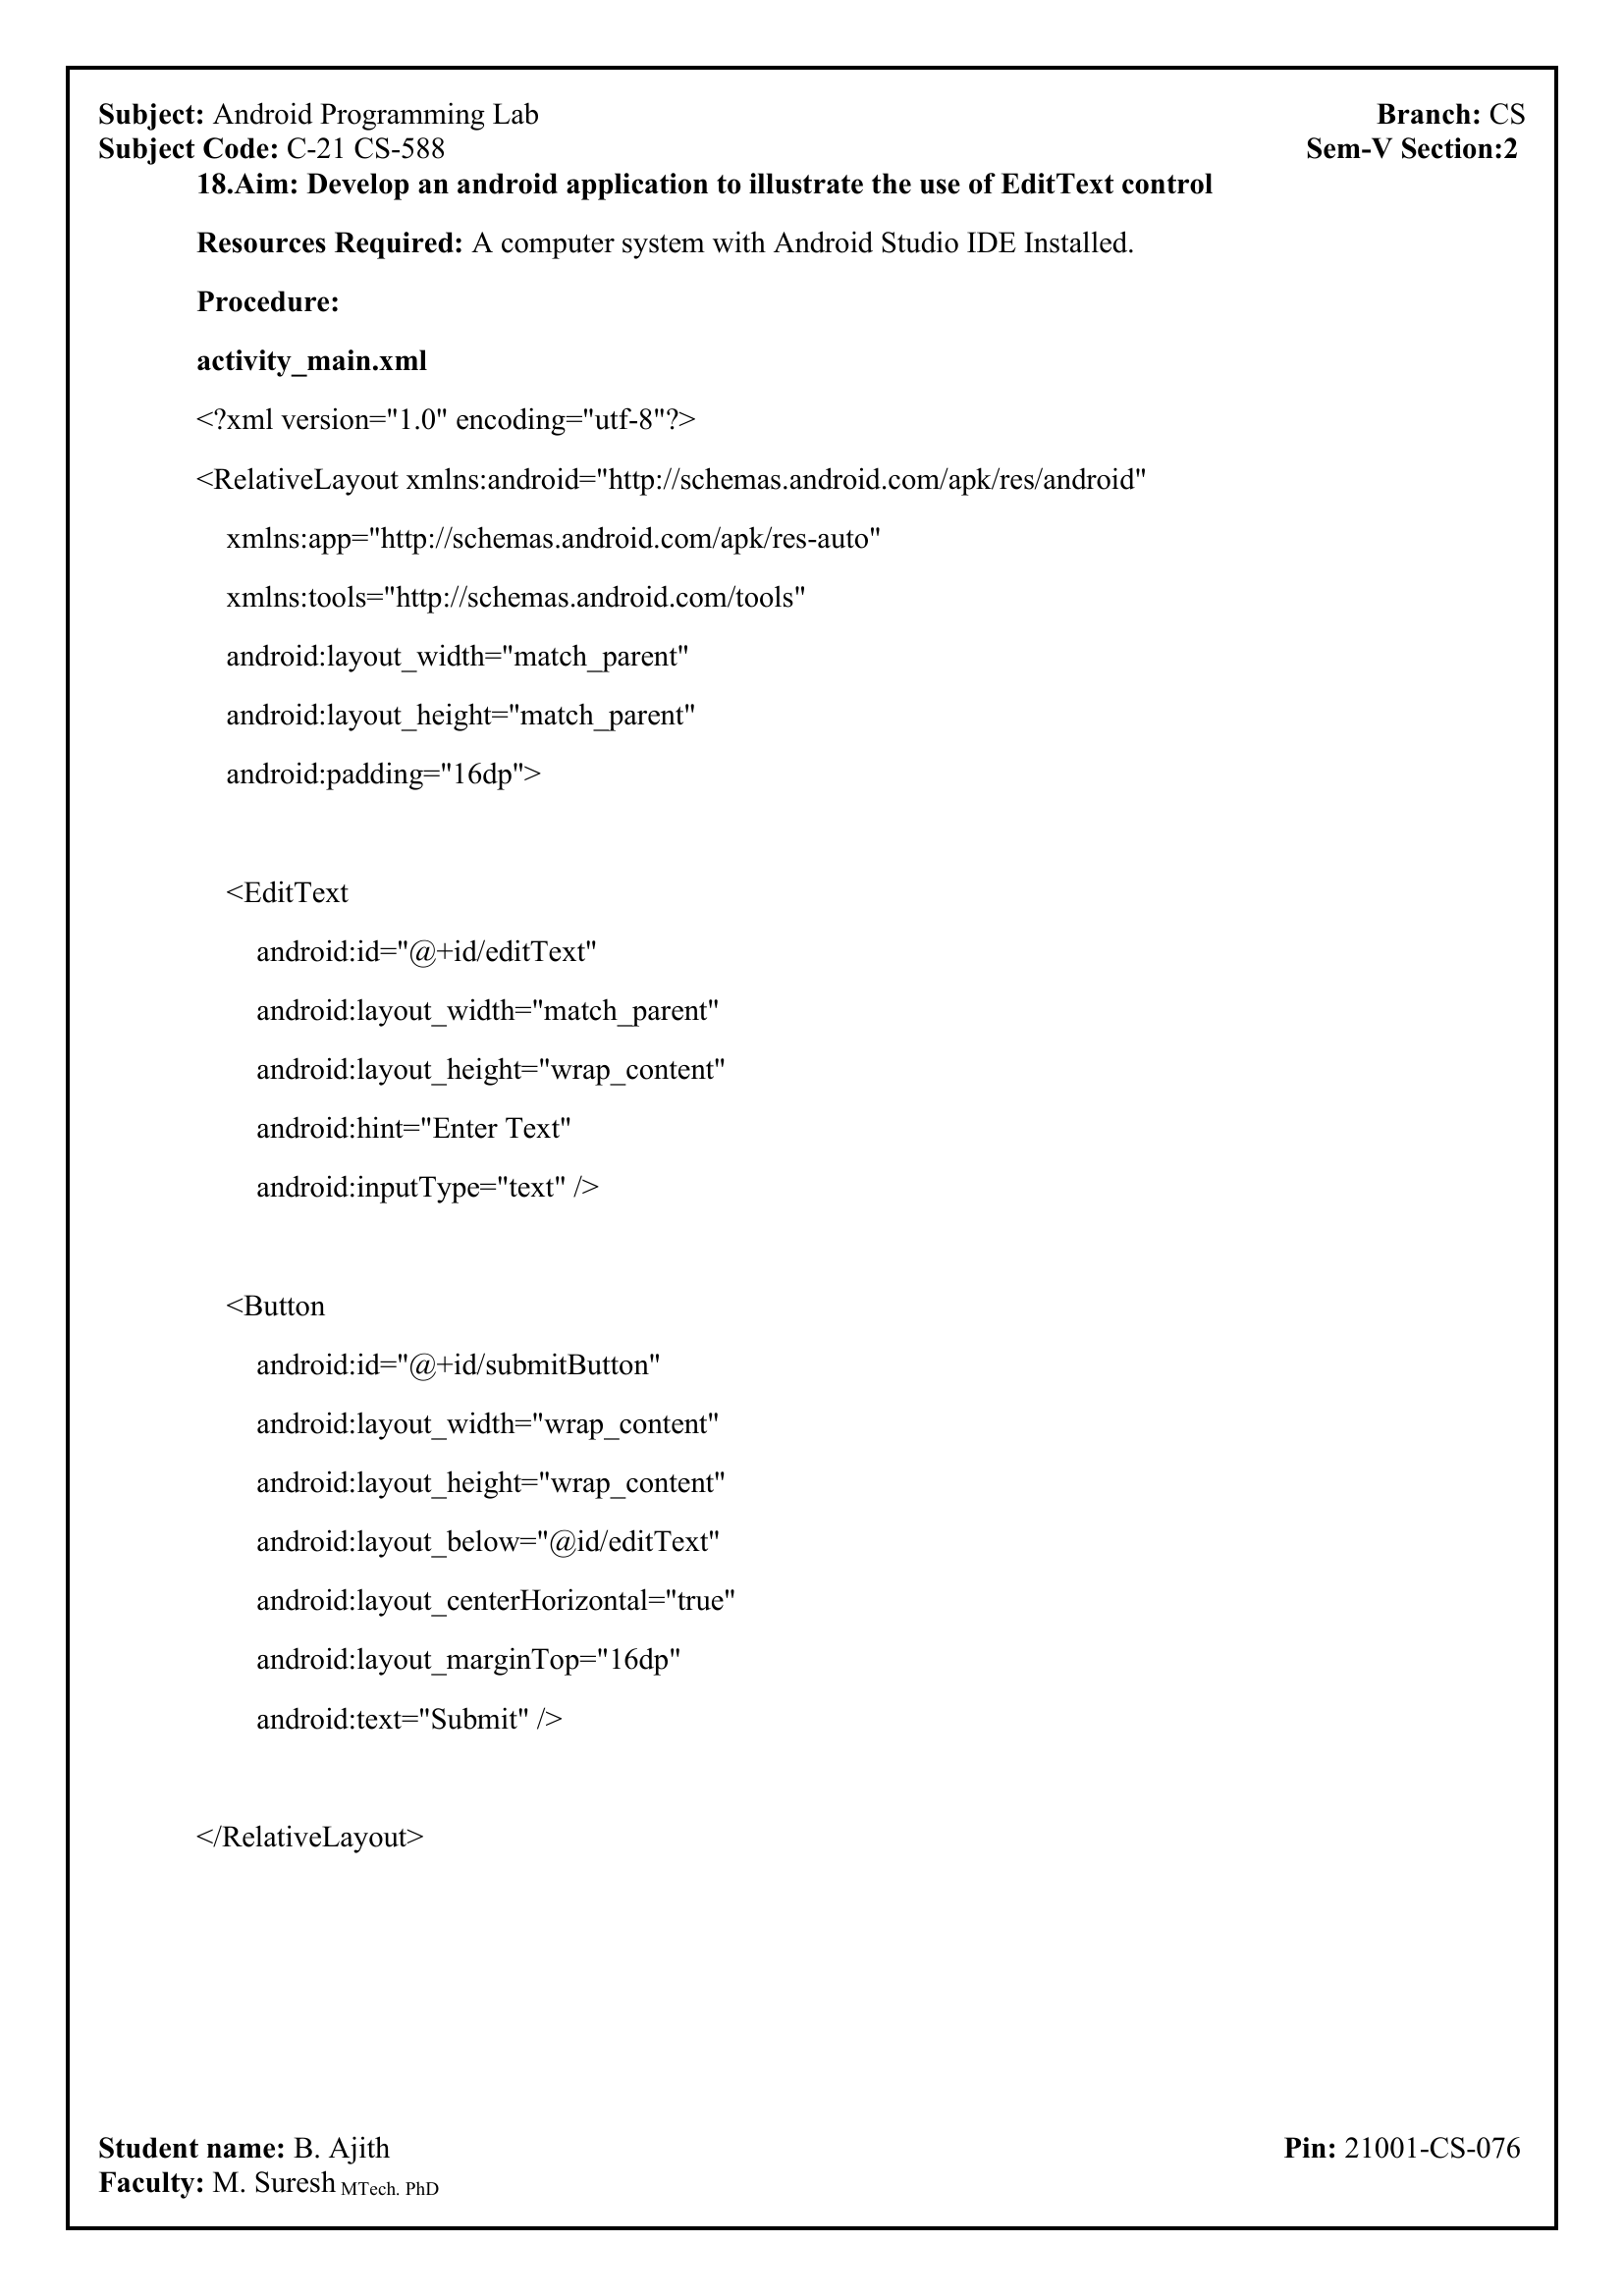 Subject: Android Programming Lab Branch: CS
Subject Code: C-21 CS-588 Sem-V Section:2
18.Aim: Develop an android application to illustrate the use of EditText control
Resources Required: A computer system with Android Studio IDE Installed.
Procedure:
activity_main.xml
<?xml version="1.0" encoding="utf-8"?>
<RelativeLayout xmlns:android="http://schemas.android.com/apk/res/android"
xmlns:app="http://schemas.android.com/apk/res-auto"
xmlns:tools="http://schemas.android.com/tools"
android:layout_width="match_parent"
android:layout_height="match_parent"
android:padding="16dp">
<EditText
android:id="@+id/editText"
android:layout_width="match_parent"
android:layout_height="wrap_content"
android:hint="Enter Text"
android:inputType="text" />
<Button
android:id="@+id/submitButton"
android:layout_width="wrap_content"
android:layout_height="wrap_content"
android:layout_below="@id/editText"
android:layout_centerHorizontal="true"
android:layout_marginTop="16dp"
android:text="Submit" />
</RelativeLayout>
Student name: B. Ajith Pin: 21001-CS-076
Faculty: M. Suresh MTech. PhD